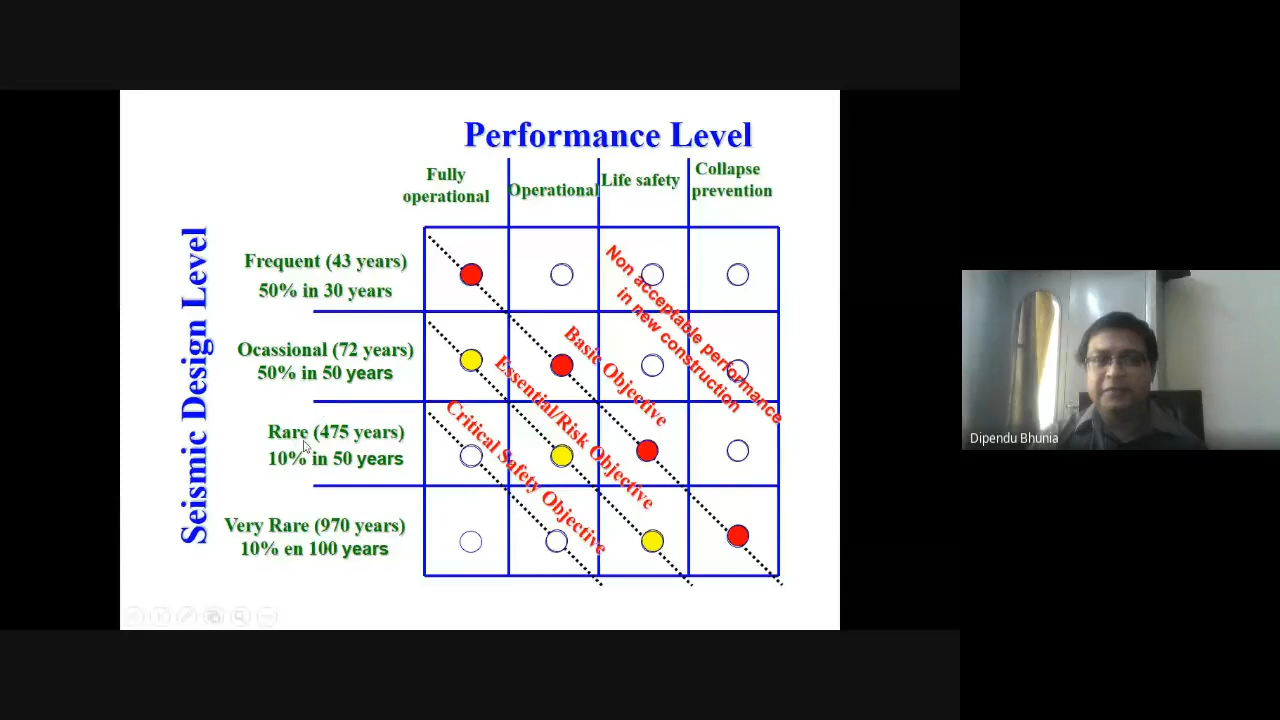 Performance Level
Fully
operational
Operational
Life safety
Collapse
prevention
Seismic Design Level
Frequent (43 years)
50% in 30 years
Ocassional (72 years)
50% in 50 years
Rare (475 years)
10% in 50 years
Very Rare (970 years)
10% en 100 years
Non acceptable performance
in new construction
Basic Objective
Essential/Risk Objective
Critical Safety Objective
Dipendu Bhunia